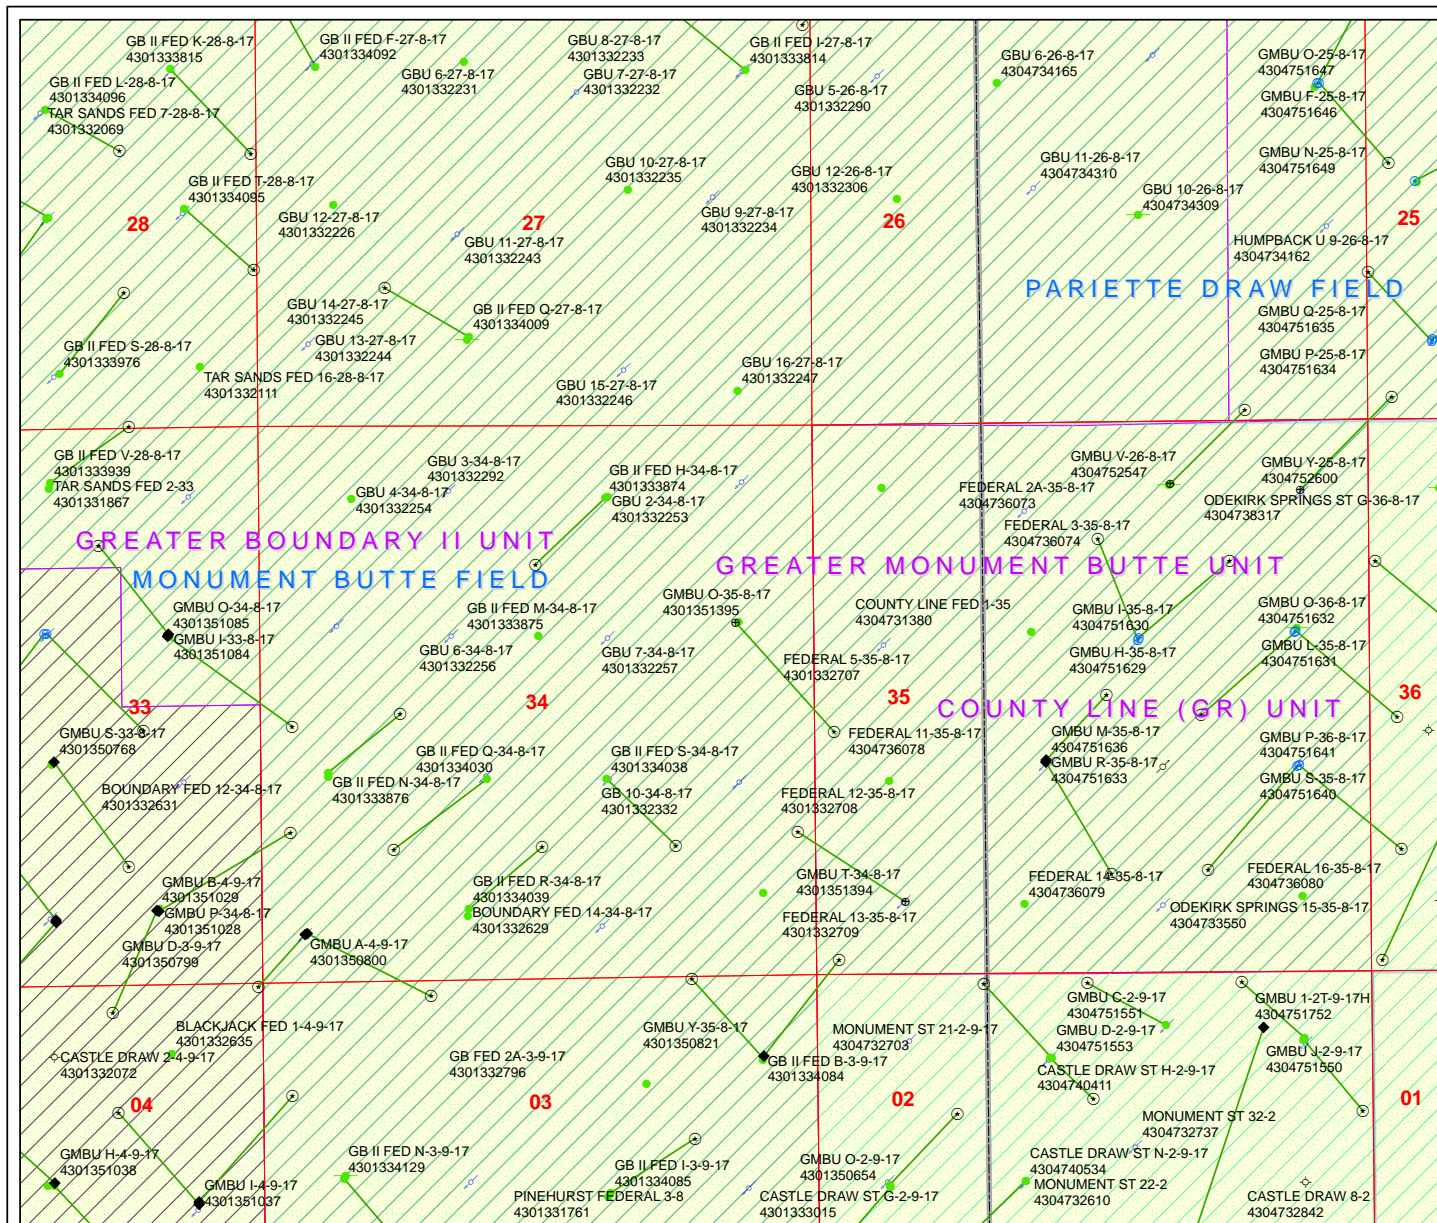 GB II FED K-28-8-17
4301333815
GB II FED F-27-8-17
4301334092
GBU 8-27-8-17
4301332233
GB II FED I-27-8-17
4301333814
GBU 6-26-8-17
4304734165
GMBU O-25-8-17
4304751647
GB II FED L-28-8-17
4301334096
GBU 6-27-8-17
4301332231
GBU 7-27-8-17
4301332232
GBU 5-26-8-17
4301332290
GMBU F-25-8-17
4304751646
TAR SANDS FED 7-28-8-17
4301332069
GB II FED T-28-8-17
4301334095
GBU 10-27-8-17
4301332235
GBU 12-26-8-17
4301332306
GBU 11-26-8-17
4304734310
GMBU N-25-8-17
4304751649
GBU 10-26-8-17
4304734309
28
GBU 12-27-8-17
4301332226
27
GBU 9-27-8-17
4301332234
26
25
GBU 11-27-8-17
4301332243
HUMPBACK U 9-26-8-17
4304734162
PARIETTE DRAW FIELD
GBU 14-27-8-17
4301332245
GB II FED Q-27-8-17
4301334009
GMBU Q-25-8-17
4304751635
GB II FED S-28-8-17
4301333976
GBU 13-27-8-17
4301332244
GMBU P-25-8-17
4304751634
TAR SANDS FED 16-28-8-17
4301332111
GBU 15-27-8-17
4301332246
GBU 16-27-8-17
4301332247
GB II FED V-28-8-17
4301333939
TAR SANDS FED 2-33
4301331867
GBU 3-34-8-17
4301332292
GBU 4-34-8-17
4301332254
GB II FED H-34-8-17
4301333874
GBU 2-34-8-17
4301332253
GMBU V-26-8-17
4304752547
GMBU Y-25-8-17
4304752600
FEDERAL 2A-35-8-17
4304736073
ODEKIRK SPRINGS ST G-36-8-17
4304738317
FEDERAL 3-35-8-17
4304736074
GREATER BOUNDARY II UNIT
MONUMENT BUTTE FIELD
GREATER MONUMENT BUTTE UNIT
GMBU O-34-8-17
4301351085
GMBU I-33-8-17
4301351084
GB II FED M-34-8-17
4301333875
GBU 6-34-8-17
4301332256
GMBU O-35-8-17
4301351395
GBU 7-34-8-17
4301332257
COUNTY LINE FED 1-35
4304731380
GMBU I-35-8-17
4304751630
GMBU O-36-8-17
4304751632
FEDERAL 5-35-8-17
4301332707
GMBU H-35-8-17
4304751629
GMBU L-35-8-17
4304751631
33
34
35
36
COUNTY LINE (GR) UNIT
GMBU S-33-8-17
4301350768
FEDERAL 11-35-8-17
4304736078
GMBU M-35-8-17
4304751636
GMBU P-36-8-17
4304751641
BOUNDARY FED 12-34-8-17
4301332631
GB II FED Q-34-8-17
4301334030
GB II FED N-34-8-17
4301333876
GB II FED S-34-8-17
4301334038
GB 10-34-8-17
4301332332
FEDERAL 12-35-8-17
4301332708
GMBU R-35-8-17
4304751633
GMBU S-35-8-17
4304751640
GMBU B-4-9-17
4301351029
GMBU P-34-8-17
4301351028
GB II FED R-34-8-17
4301334039
BOUNDARY FED 14-34-8-17
4301332629
GMBU T-34-8-17
4301351394
FEDERAL 14-35-8-17
4304736079
FEDERAL 16-35-8-17
4304736080
FEDERAL 13-35-8-17
4301332709
ODEKIRK SPRINGS 15-35-8-17
4304733550
GMBU D-3-9-17
4301350799
GMBU A-4-9-17
4301350800
BLACKJACK FED 1-4-9-17
4301332635
CASTLE DRAW 2-4-9-17
4301332072
GB FED 2A-3-9-17
4301332796
GMBU Y-35-8-17
4301350821
GB II FED B-3-9-17
4301334084
MONUMENT ST 21-2-9-17
4304732703
GMBU C-2-9-17
4304751551
GMBU D-2-9-17
4304751553
GMBU 1-2T-9-17H
4304751752
GMBU J-2-9-17
4304751550
CASTLE DRAW ST H-2-9-17
4304740411
04
03
02
01
MONUMENT ST 32-2
4304732737
GMBU H-4-9-17
4301351038
GMBU I-4-9-17
4301351037
GB II FED N-3-9-17
4301334129
GB II FED I-3-9-17
4301334085
PINEHURST FEDERAL 3-8
4301331761
GMBU O-2-9-17
4301350654
CASTLE DRAW ST G-2-9-17
4301333015
CASTLE DRAW ST N-2-9-17
4304740534
MONUMENT ST 22-2
4304732610
CASTLE DRAW 8-2
4304732842